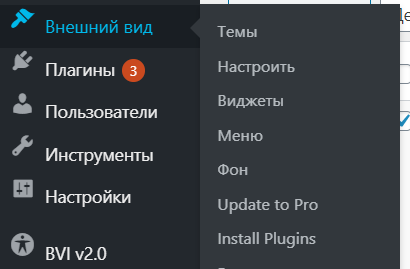 Внешний вид
Плагины 3
Пользователи
Инструменты
Настройки
BVI v2.0
Темы
Настроить
Виджеты
Меню
Фон
Update to Pro
Install Plugins